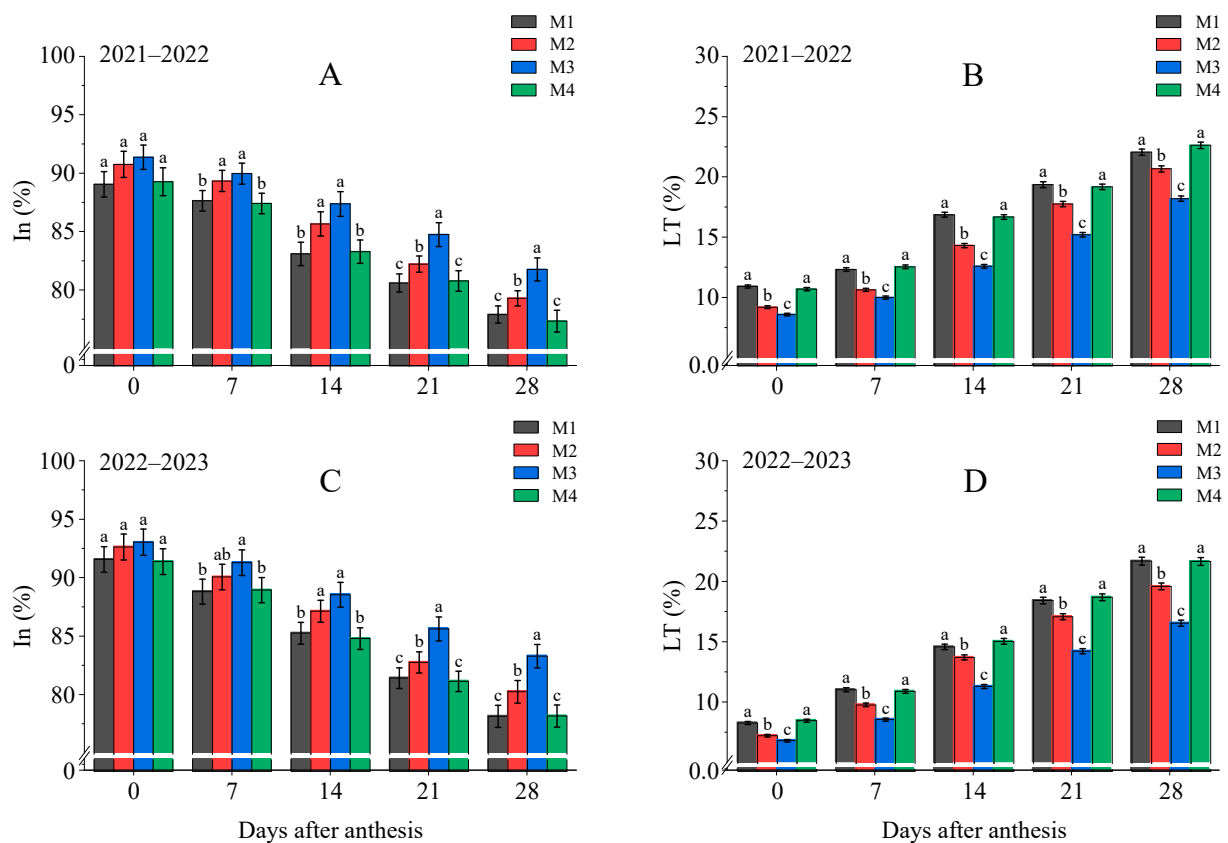 M1
M2
M3
M4
2021–2022
A
100
95
90
85
80
0
In (%)
a a a a
b a a b
b a a b
c b a c
c b a c
0 7 14 21 28
M1
M2
M3
M4
2021–2022
B
30
25
20
15
10
0.0
LT (%)
a b c a
a b c a
a b c a
a b c a
a b c a
0 7 14 21 28
M1
M2
M3
M4
2022–2023
C
100
95
90
85
80
0
In (%)
a a a a
b ab a b
b a a b
c b a c
c b a c
0 7 14 21 28
Days after anthesis
M1
M2
M3
M4
2022–2023
D
30
25
20
15
10
0.0
LT (%)
a b c a
a b c a
a b c a
a b c a
a b c a
0 7 14 21 28
Days after anthesis